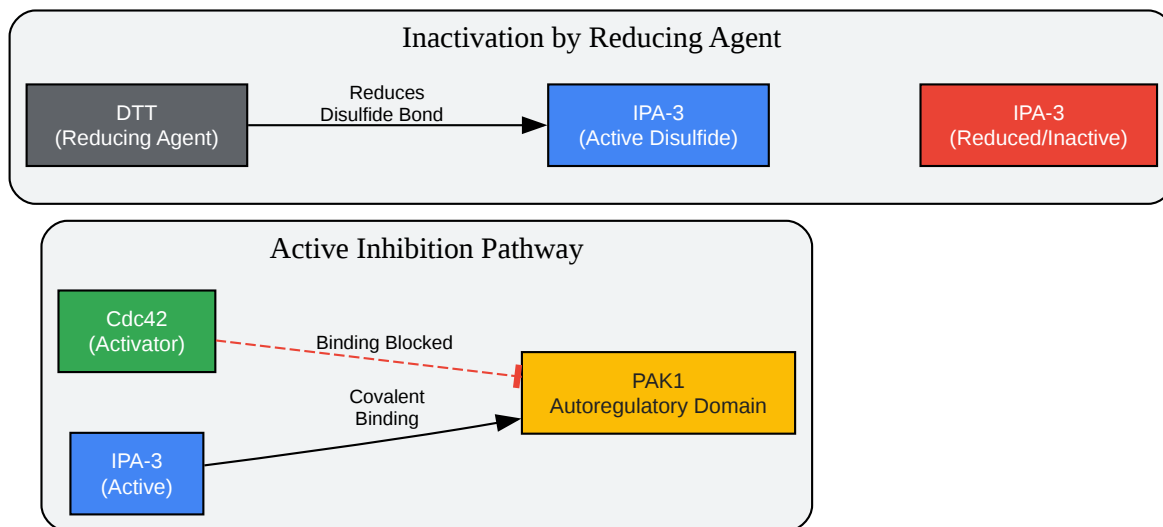 Inactivation by Reducing Agent
DTT
(Reducing Agent)
Reduces
Disulfide Bond
IPA-3
(Active Disulfide)
IPA-3
(Reduced/Inactive)
Active Inhibition Pathway
Cdc42
(Activator)
Binding Blocked
PAK1
Autoregulatory Domain
Covalent
Binding
IPA-3
(Active)